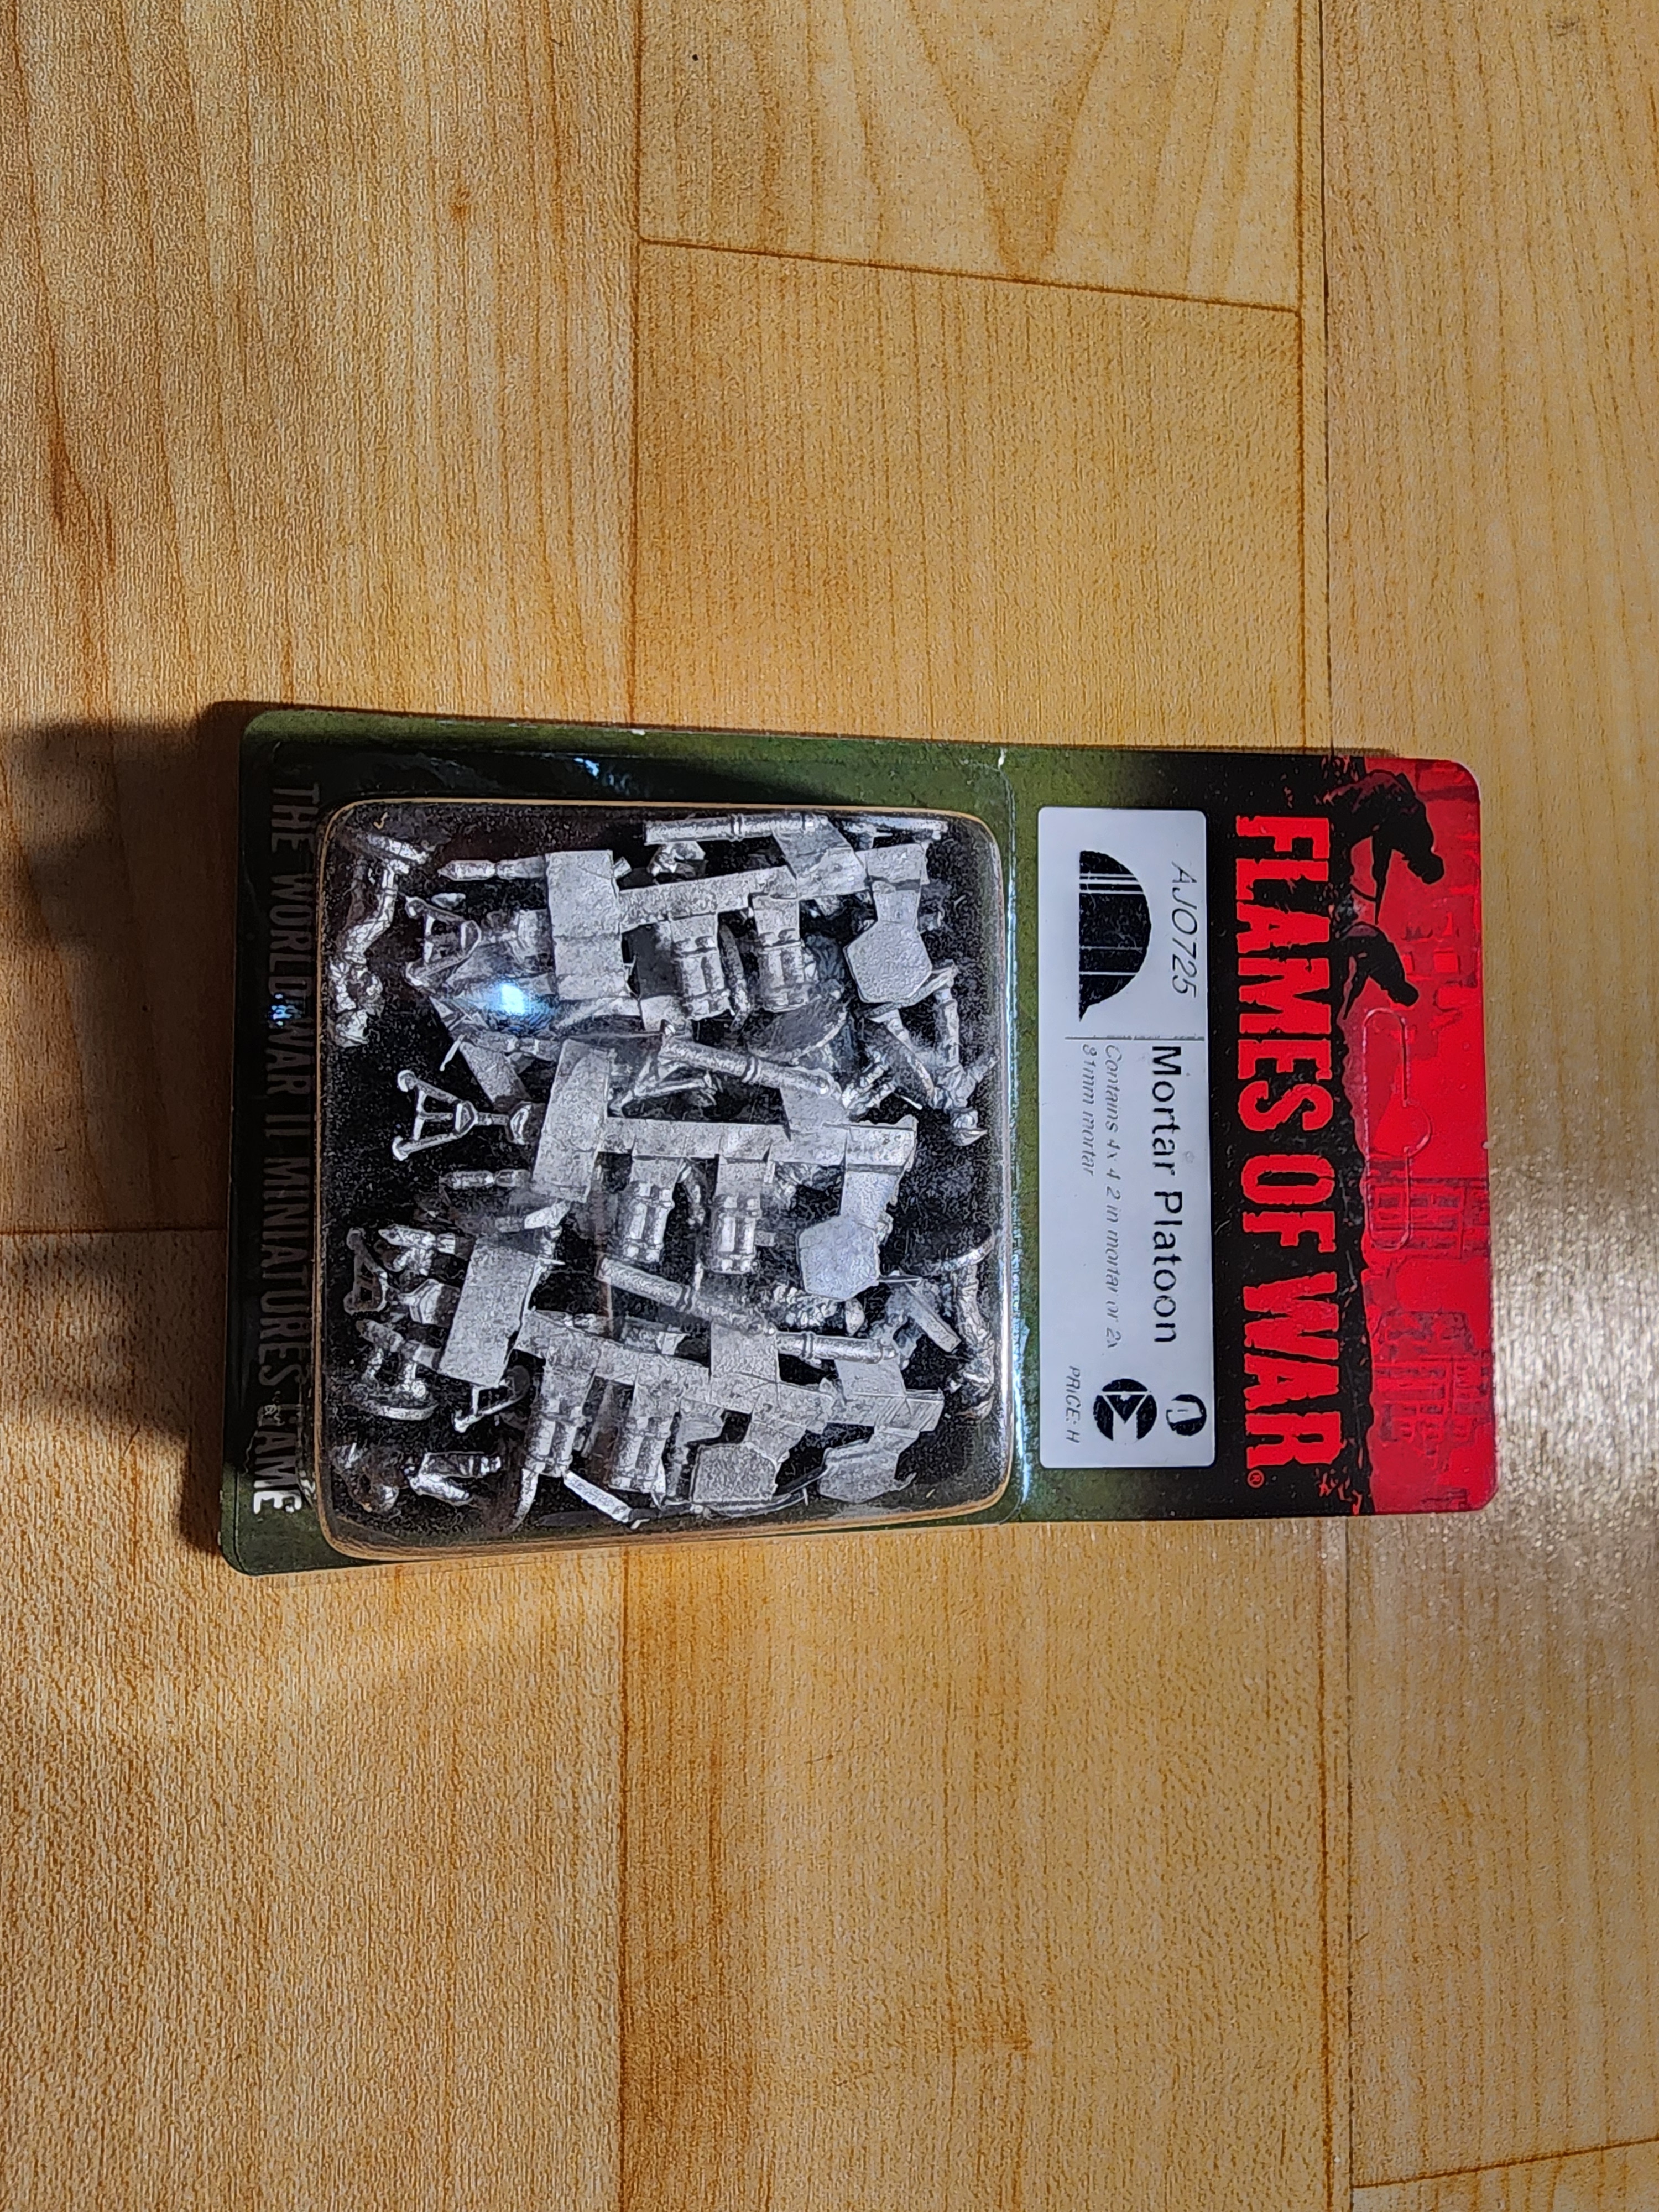 FLAMES OF WAR®
AJO725
Mortar Platoon
Contains 4x 4.2 in mortar or 2x
81mm mortar
PRICE: H
THE WORLD WAR II MINIATURES GAME